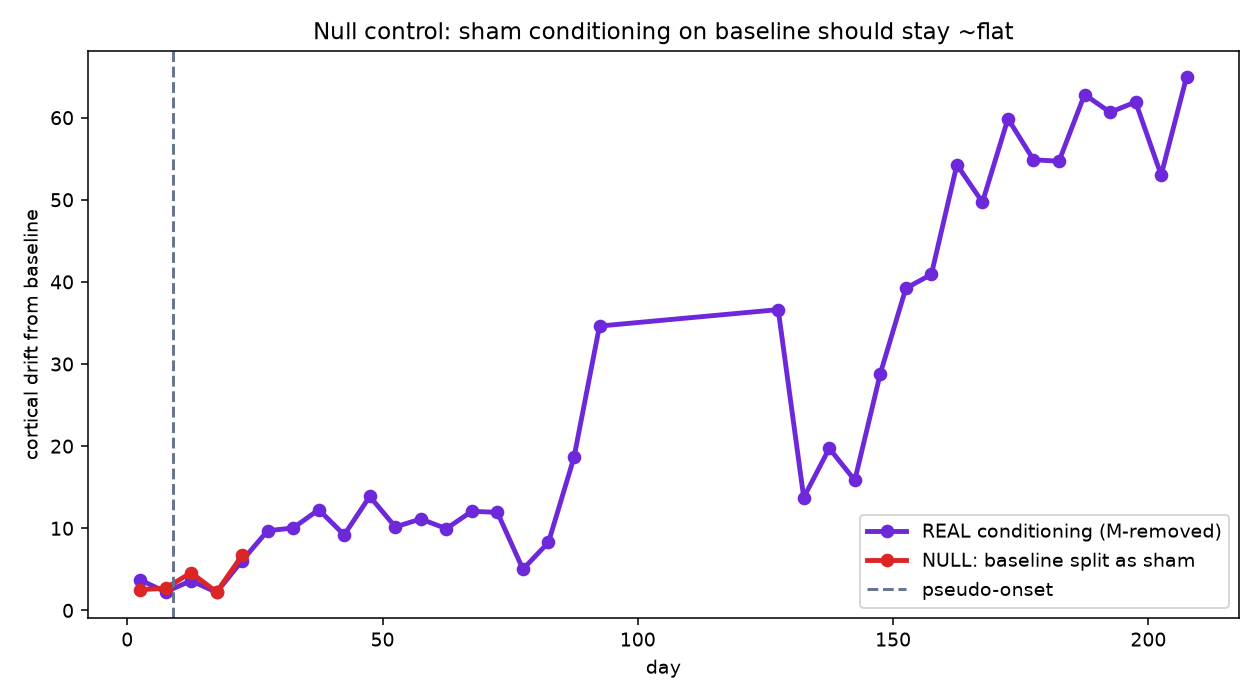 Null control: sham conditioning on baseline should stay ~flat
cortical drift from baseline
60
50
40
30
20
10
0
0 50 100 150 200
day
REAL conditioning (M-removed)
NULL: baseline split as sham
pseudo-onset